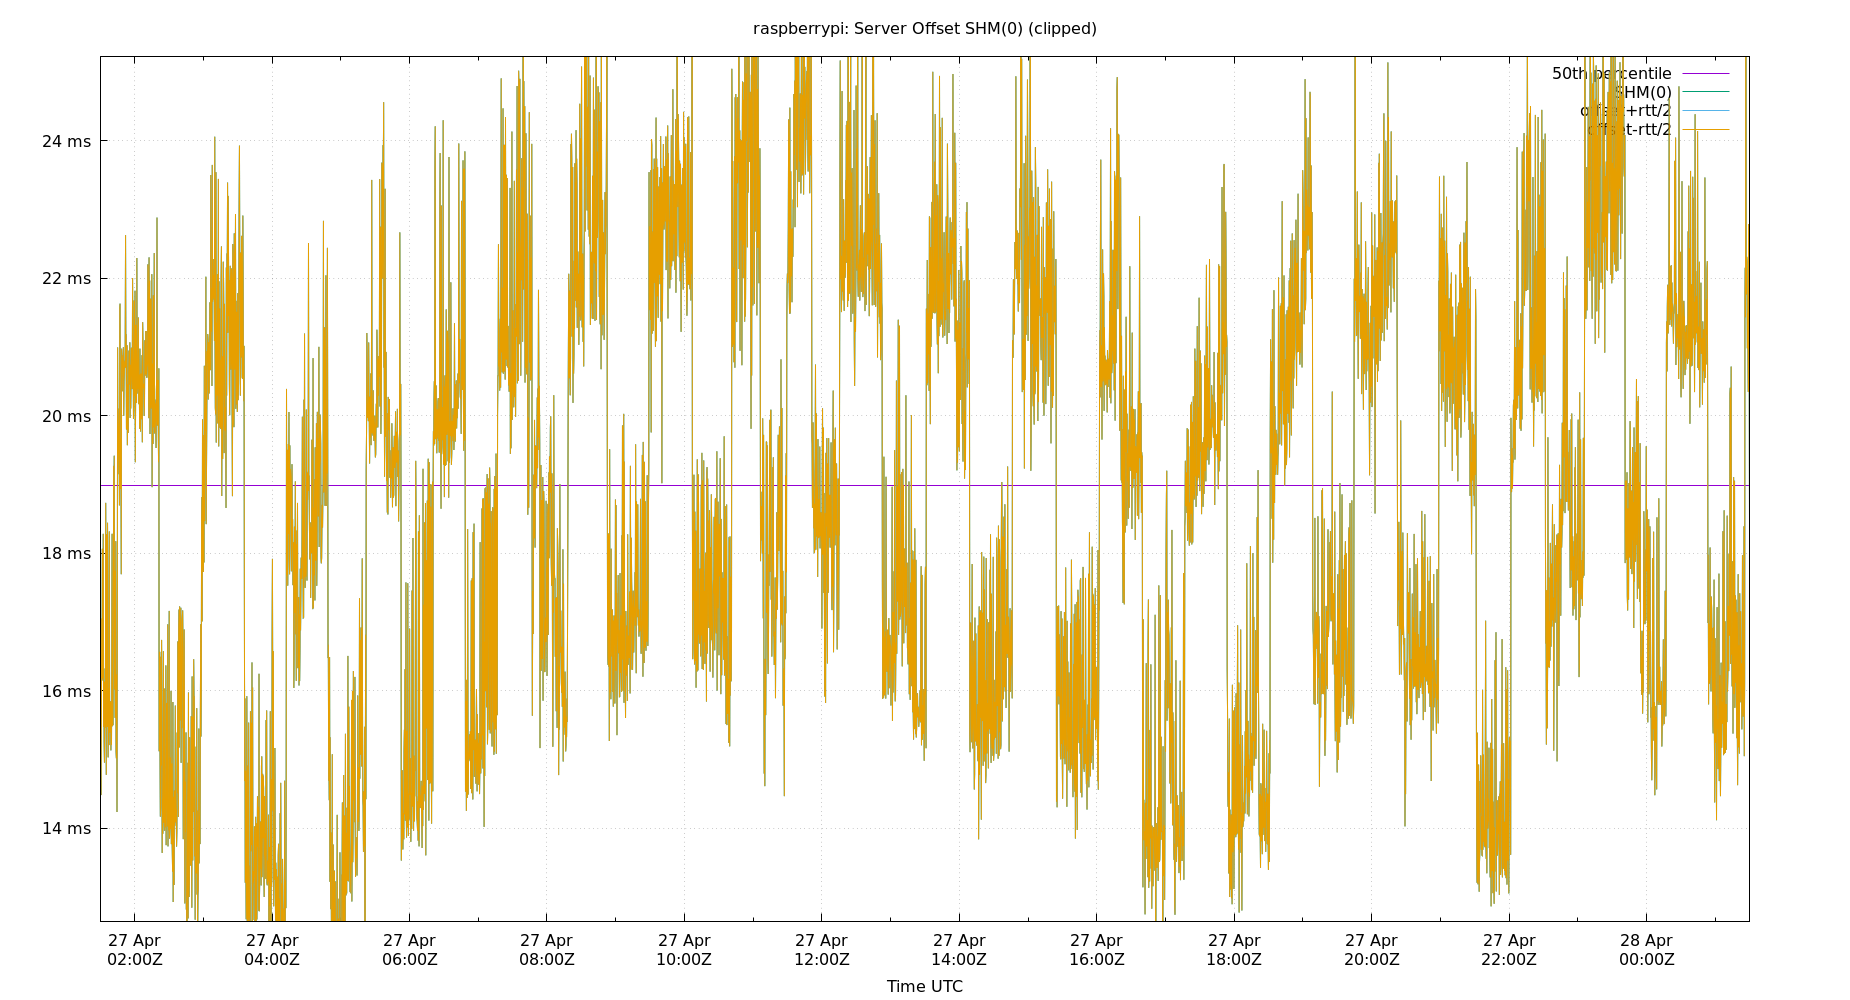 raspberrypi: Server Offset SHM(0) (clipped)
50th percentile
SHM(0)
offset+rtt/2
offset-rtt/2
24 ms
22 ms
20 ms
18 ms
16 ms
14 ms
27 Apr 27 Apr 27 Apr 27 Apr 27 Apr 27 Apr 27 Apr 27 Apr 27 Apr 27 Apr 27 Apr 28 Apr
02:00Z 04:00Z 06:00Z 08:00Z 10:00Z 12:00Z 14:00Z 16:00Z 18:00Z 20:00Z 22:00Z 00:00Z
Time UTC